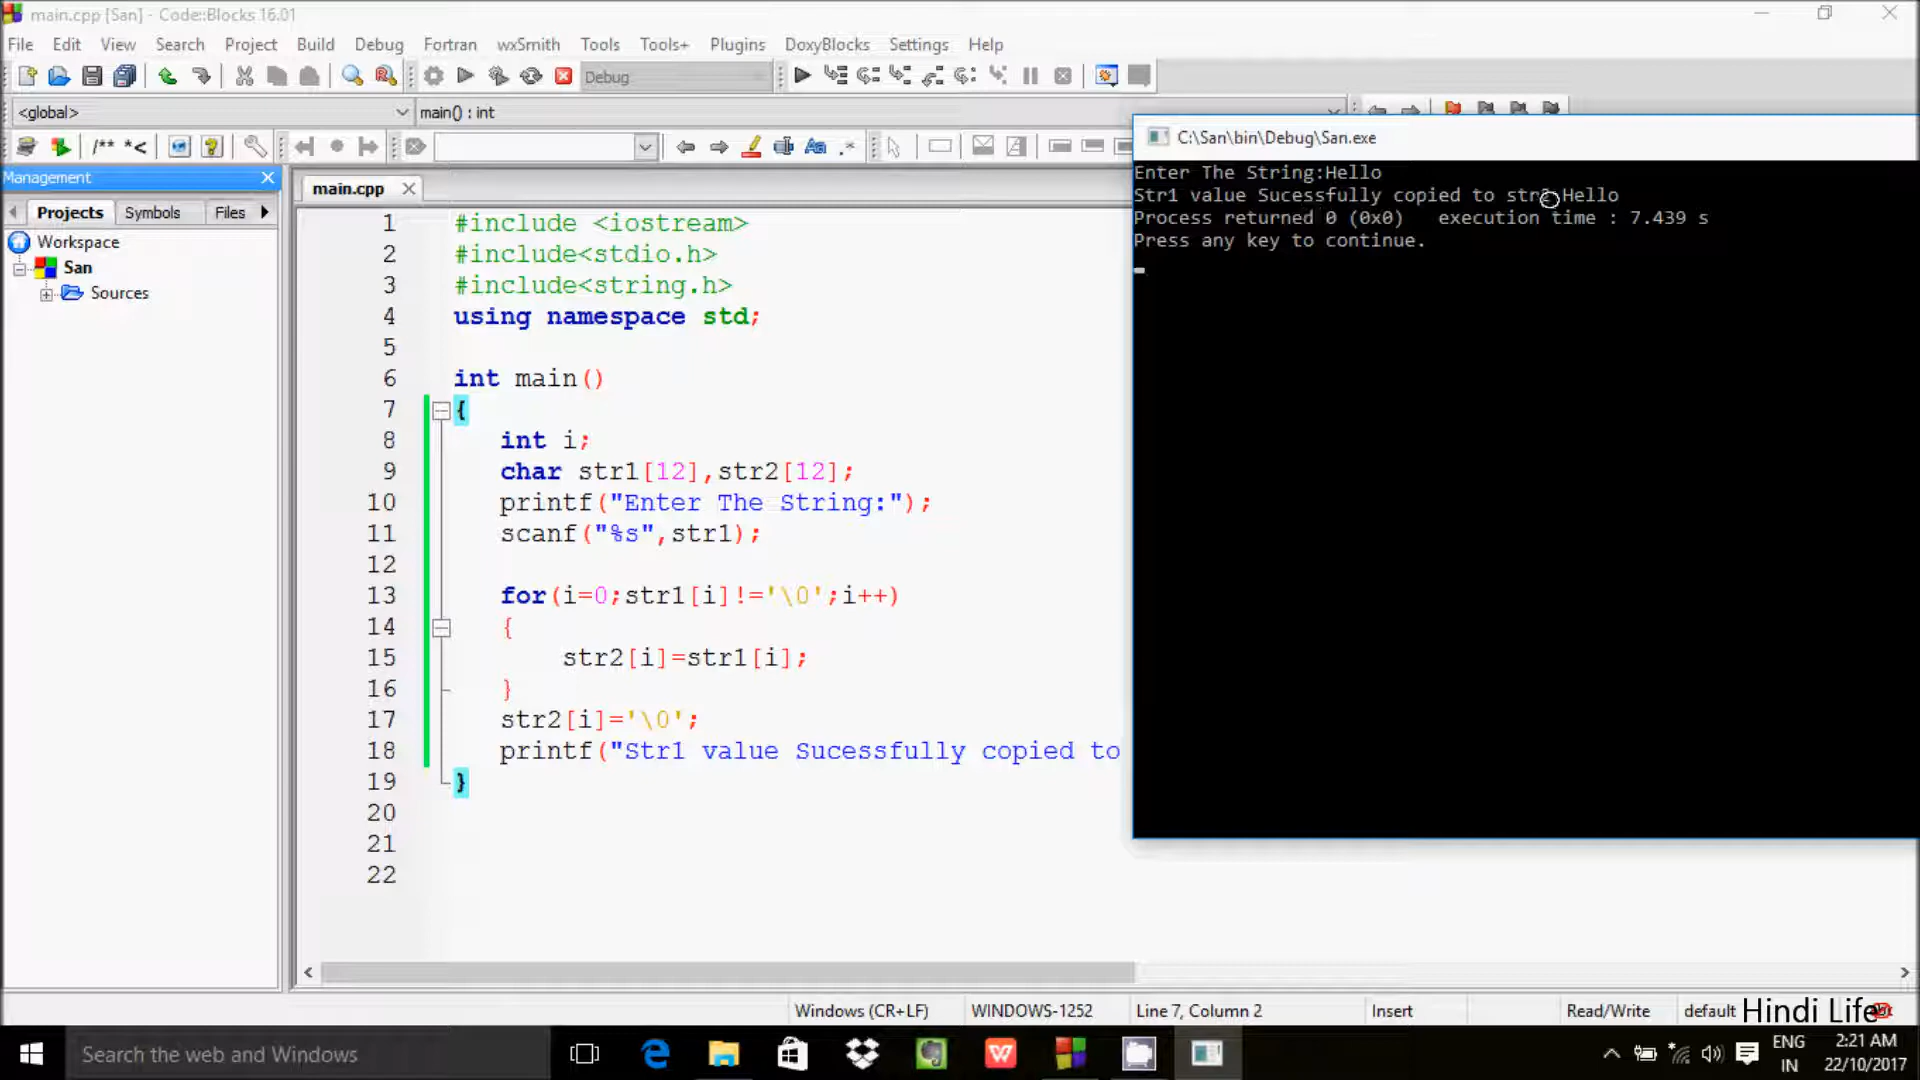 main.cpp [San] - Code::Blocks 16.01
File Edit View Search Project Build Debug Fortran wxSmith Tools Tools+ Plugins DoxyBlocks Settings Help
Debug
<global> main() : int
/** *<
Aa .*
Management
Projects Symbols Files
Workspace
San
Sources
main.cpp
1 #include <iostream>
2 #include<stdio.h>
3 #include<string.h>
4 using namespace std;
5
6 int main()
7 {
8 int i;
9 char str1[12],str2[12];
10 printf("Enter The String:");
11 scanf("%s",str1);
12
13 for(i=0;str1[i]!='\0';i++)
14 {
15 str2[i]=str1[i];
16 }
17 str2[i]='\0';
18 printf("Str1 value Sucessfully copied to
19 }
20
21
22
C:\San\bin\Debug\San.exe
Enter The String:Hello
Str1 value Sucessfully copied to str2:Hello
Process returned 0 (0x0) execution time : 7.439 s
Press any key to continue.
Windows (CR+LF) WINDOWS-1252 Line 7, Column 2 Insert Read/Write default
Hindi Life
Search the web and Windows
ENG
IN
2:21 AM
22/10/2017